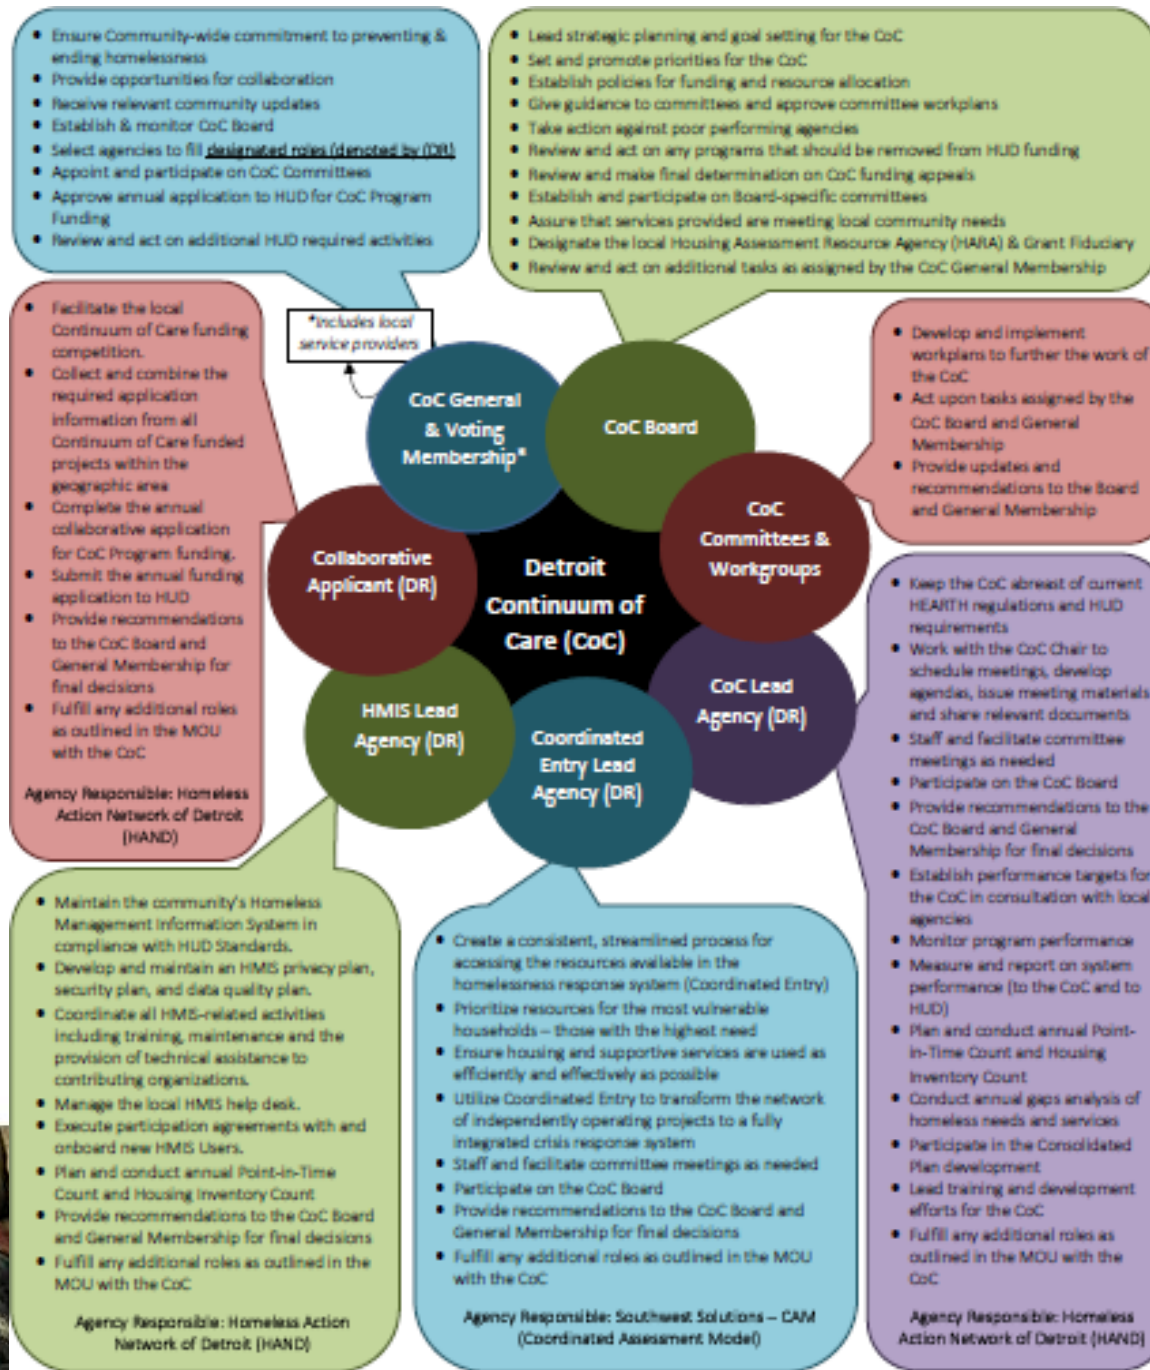 • Ensure Community-wide commitment to preventing &
ending homelessness
• Provide opportunities for collaboration
• Receive relevant community updates
• Establish & monitor CoC Board
• Select agencies to fill designated roles (denoted by (DR)
• Appoint and participate on CoC Committees
• Approve annual application to HUD for CoC Program
Funding
• Review and act on additional HUD required activities
• Lead strategic planning and goal setting for the CoC
• Set and promote priorities for the CoC
• Establish policies for funding and resource allocation
• Give guidance to committees and approve committee workplans
• Take action against poor performing agencies
• Review and act on any programs that should be removed from HUD funding
• Review and make final determination on CoC funding appeals
• Establish and participate on Board-specific committees
• Assure that services provided are meeting local community needs
• Designate the local Housing Assessment Resource Agency (HARA) & Grant Fiduciary
• Review and act on additional tasks as assigned by the CoC General Membership
*Includes local
service providers
• Facilitate the local
Continuum of Care funding
competition.
• Collect and combine the
required application
information from all
Continuum of Care funded
projects within the
geographic area
• Complete the annual
collaborative application
for CoC Program funding.
• Submit the annual funding
application to HUD
• Provide recommendations
to the CoC Board and
General Membership for
final decisions
• Fulfill any additional roles
as outlined in the MOU
with the CoC
Agency Responsible: Homeless
Action Network of Detroit
(HAND)
CoC General
& Voting
Membership*
CoC Board
CoC
Committees &
Workgroups
Collaborative
Applicant (DR)
Detroit
Continuum of
Care (CoC)
HMIS Lead
Agency (DR)
Coordinated
Entry Lead
Agency (DR)
CoC Lead
Agency (DR)
• Develop and implement
workplans to further the work of
the CoC
• Act upon tasks assigned by the
CoC Board and General
Membership
• Provide updates and
recommendations to the Board
and General Membership
• Keep the CoC abreast of current
HEARTH regulations and HUD
requirements
• Work with the CoC Chair to
schedule meetings, develop
agendas, issue meeting materials
and share relevant documents
• Staff and facilitate committee
meetings as needed
• Participate on the CoC Board
• Provide recommendations to the
CoC Board and General
Membership for final decisions
• Establish performance targets for
the CoC in consultation with local
agencies
• Monitor program performance
• Measure and report on system
performance (to the CoC and to
HUD)
• Plan and conduct annual Point-
in-Time Count and Housing
Inventory Count
• Conduct annual gaps analysis of
homeless needs and services
• Participate in the Consolidated
Plan development
• Lead training and development
efforts for the CoC
• Fulfill any additional roles as
outlined in the MOU with the
CoC
Agency Responsible: Homeless
Action Network of Detroit (HAND)
• Maintain the community's Homeless
Management Information System in
compliance with HUD Standards.
• Develop and maintain an HMIS privacy plan,
security plan, and data quality plan.
• Coordinate all HMIS-related activities
including training, maintenance and the
provision of technical assistance to
contributing organizations.
• Manage the local HMIS help desk.
• Execute participation agreements with and
onboard new HMIS Users.
• Plan and conduct annual Point-in-Time
Count and Housing Inventory Count
• Provide recommendations to the CoC Board
and General Membership for final decisions
• Fulfill any additional roles as outlined in the
MOU with the CoC
Agency Responsible: Homeless Action
Network of Detroit (HAND)
• Create a consistent, streamlined process for
accessing the resources available in the
homelessness response system (Coordinated Entry)
• Prioritize resources for the most vulnerable
households – those with the highest need
• Ensure housing and supportive services are used as
efficiently and effectively as possible
• Utilize Coordinated Entry to transform the network
of independently operating projects to a fully
integrated crisis response system
• Staff and facilitate committee meetings as needed
• Participate on the CoC Board
• Provide recommendations to the CoC Board and
General Membership for final decisions
• Fulfill any additional roles as outlined in the MOU
with the CoC
Agency Responsible: Southwest Solutions – CAM
(Coordinated Assessment Model)